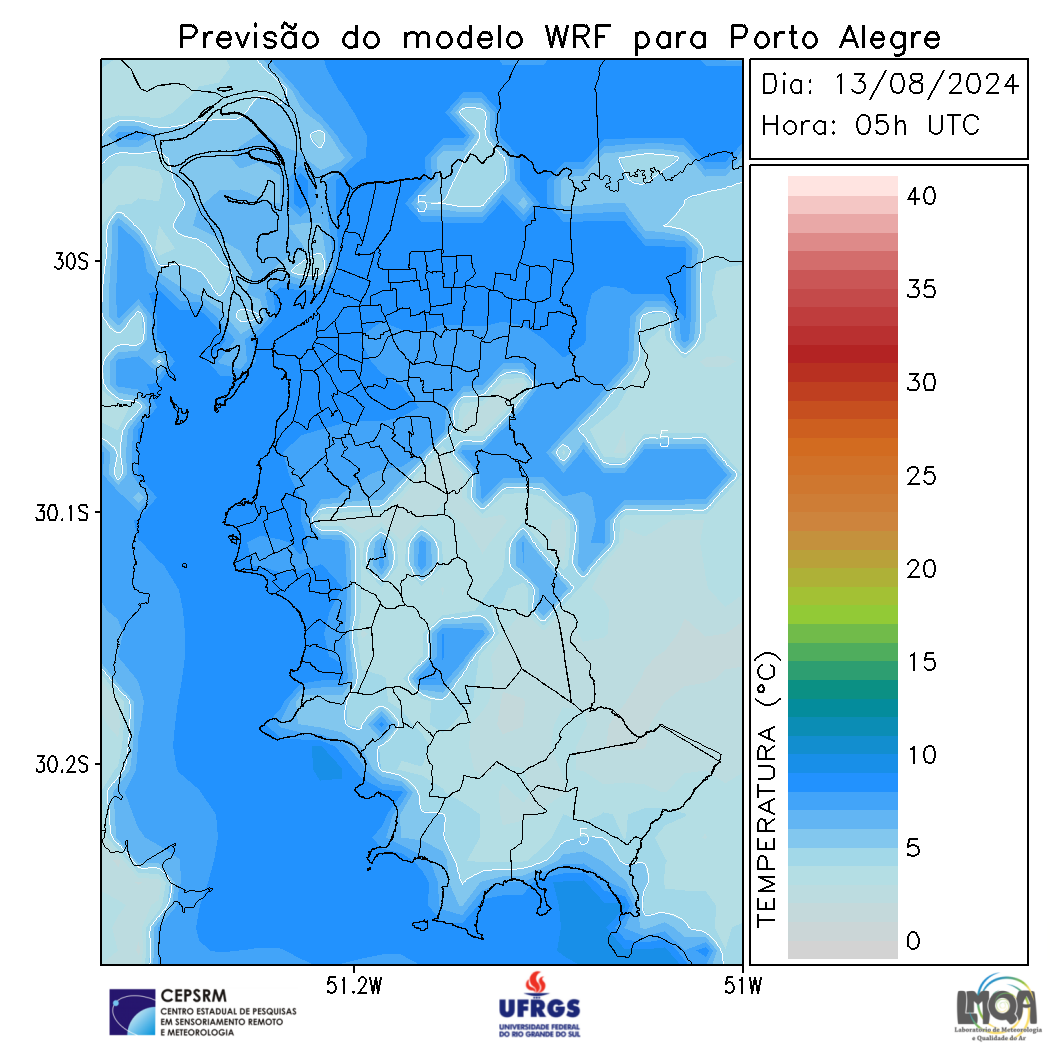 Previsão do modelo WRF para Porto Alegre
Dia: 13/08/2024
Hora: 05h UTC
40
35
30
25
20
15
10
5
0
TEMPERATURA (°C)
30S
30.1S
30.2S
51.2W
51W
5
5
5
CEPSRM
CENTRO ESTADUAL DE PESQUISAS
EM SENSORIAMENTO REMOTO
E METEOROLOGIA
UFRGS
UNIVERSIDADE FEDERAL
DO RIO GRANDE DO SUL
LMQA
Laboratório de Meteorologia
e Qualidade do Ar